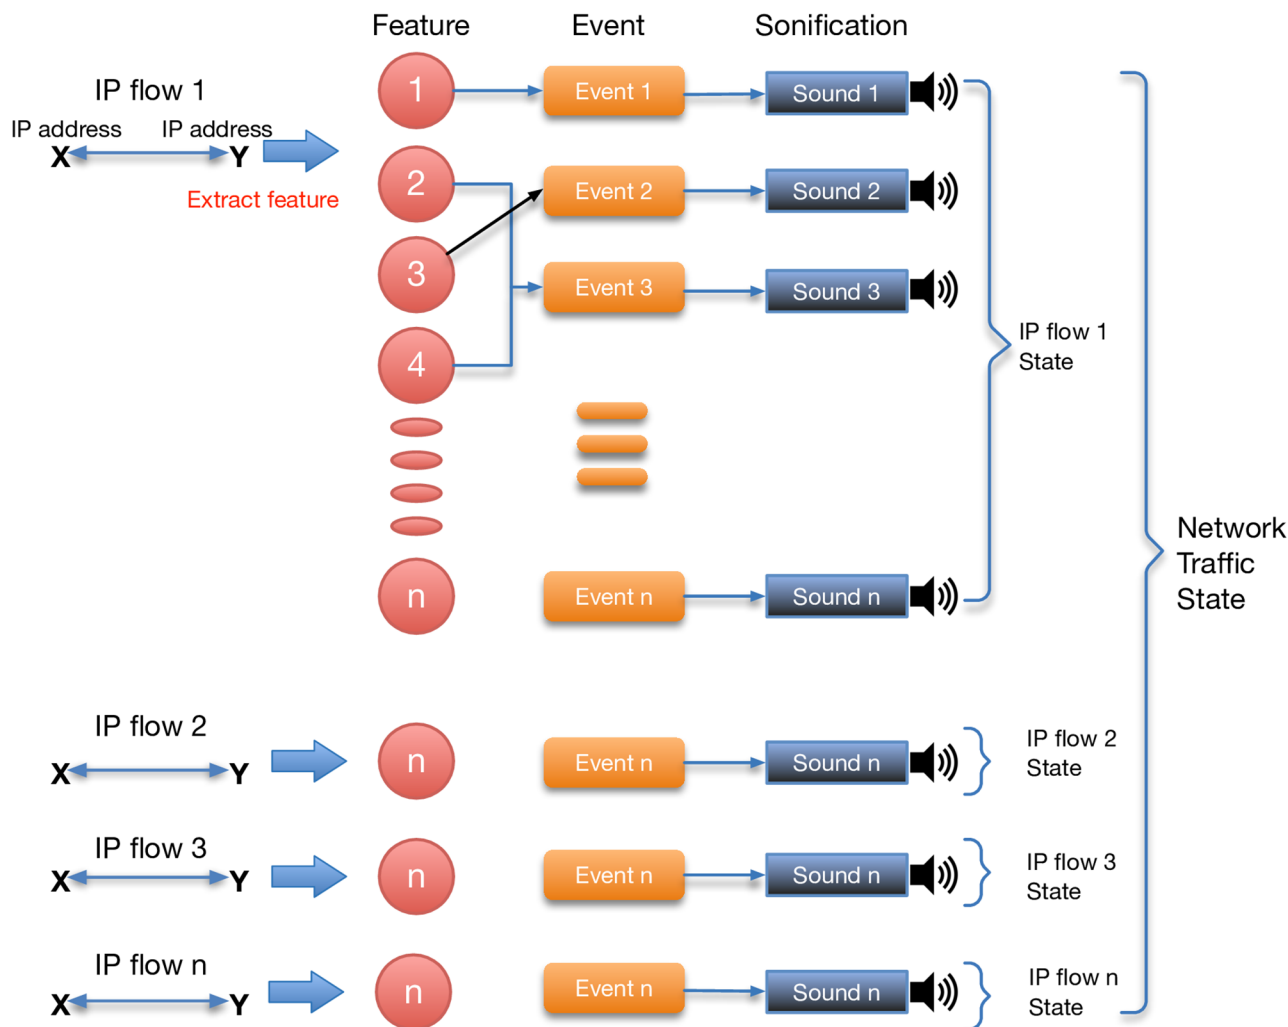 Feature Event Sonification
IP flow 1
IP address IP address
X Y
Extract feature
1 Event 1 Sound 1
2 Event 2 Sound 2
3 Event 3 Sound 3
4
IP flow 1
State
n Event n Sound n
Network
Traffic
State
IP flow 2
X Y
n Event n Sound n
IP flow 2
State
IP flow 3
X Y
n Event n Sound n
IP flow 3
State
IP flow n
X Y
n Event n Sound n
IP flow n
State